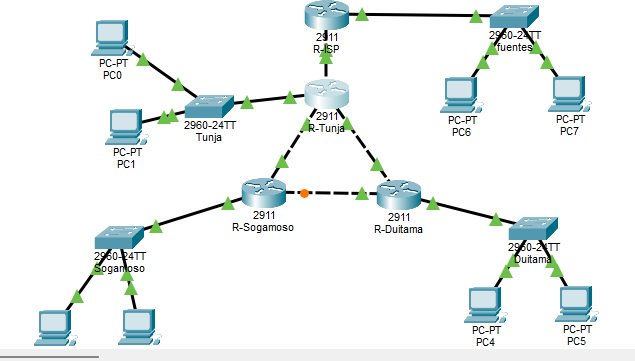 2911
R-ISP
2960-24TT
fuentes
PC-PT
PC0
PC-PT
PC6
PC-PT
PC7
2911
R-Tunja
2960-24TT
Tunja
PC-PT
PC1
2911
R-Sogamoso
2911
R-Duitama
2960-24TT
Sogamoso
2960-24TT
Duitama
PC-PT
PC4
PC-PT
PC5